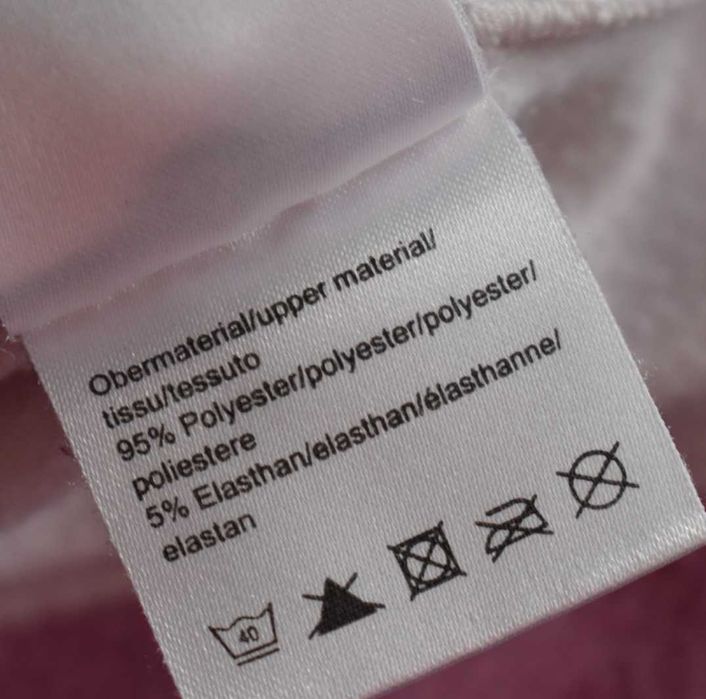 Obermaterial/upper material/
tissu/tessuto
95% Polyester/polyester/polyester/
poliestere
5% Elasthan/elasthan/élasthanne/
elastan
40